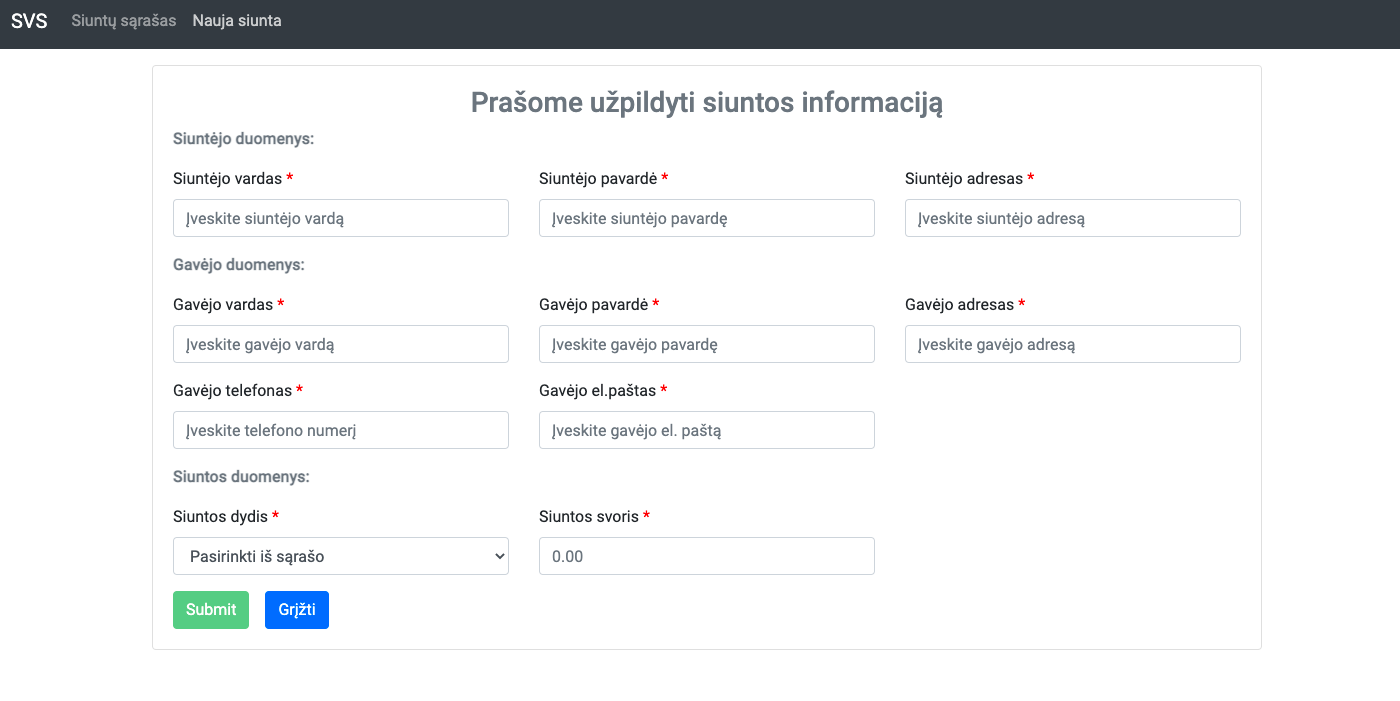 SVS Siuntų sąrašas Nauja siunta
Prašome užpildyti siuntos informaciją
Siuntėjo duomenys:
Siuntėjo vardas * Siuntėjo pavardė * Siuntėjo adresas *
Įveskite siuntėjo vardą Įveskite siuntėjo pavardę Įveskite siuntėjo adresą
Gavėjo duomenys:
Gavėjo vardas * Gavėjo pavardė * Gavėjo adresas *
Įveskite gavėjo vardą Įveskite gavėjo pavardę Įveskite gavėjo adresą
Gavėjo telefonas * Gavėjo el.paštas *
Įveskite telefono numerį Įveskite gavėjo el. paštą
Siuntos duomenys:
Siuntos dydis * Siuntos svoris *
Pasirinkti iš sąrašo 0.00
Submit Grįžti